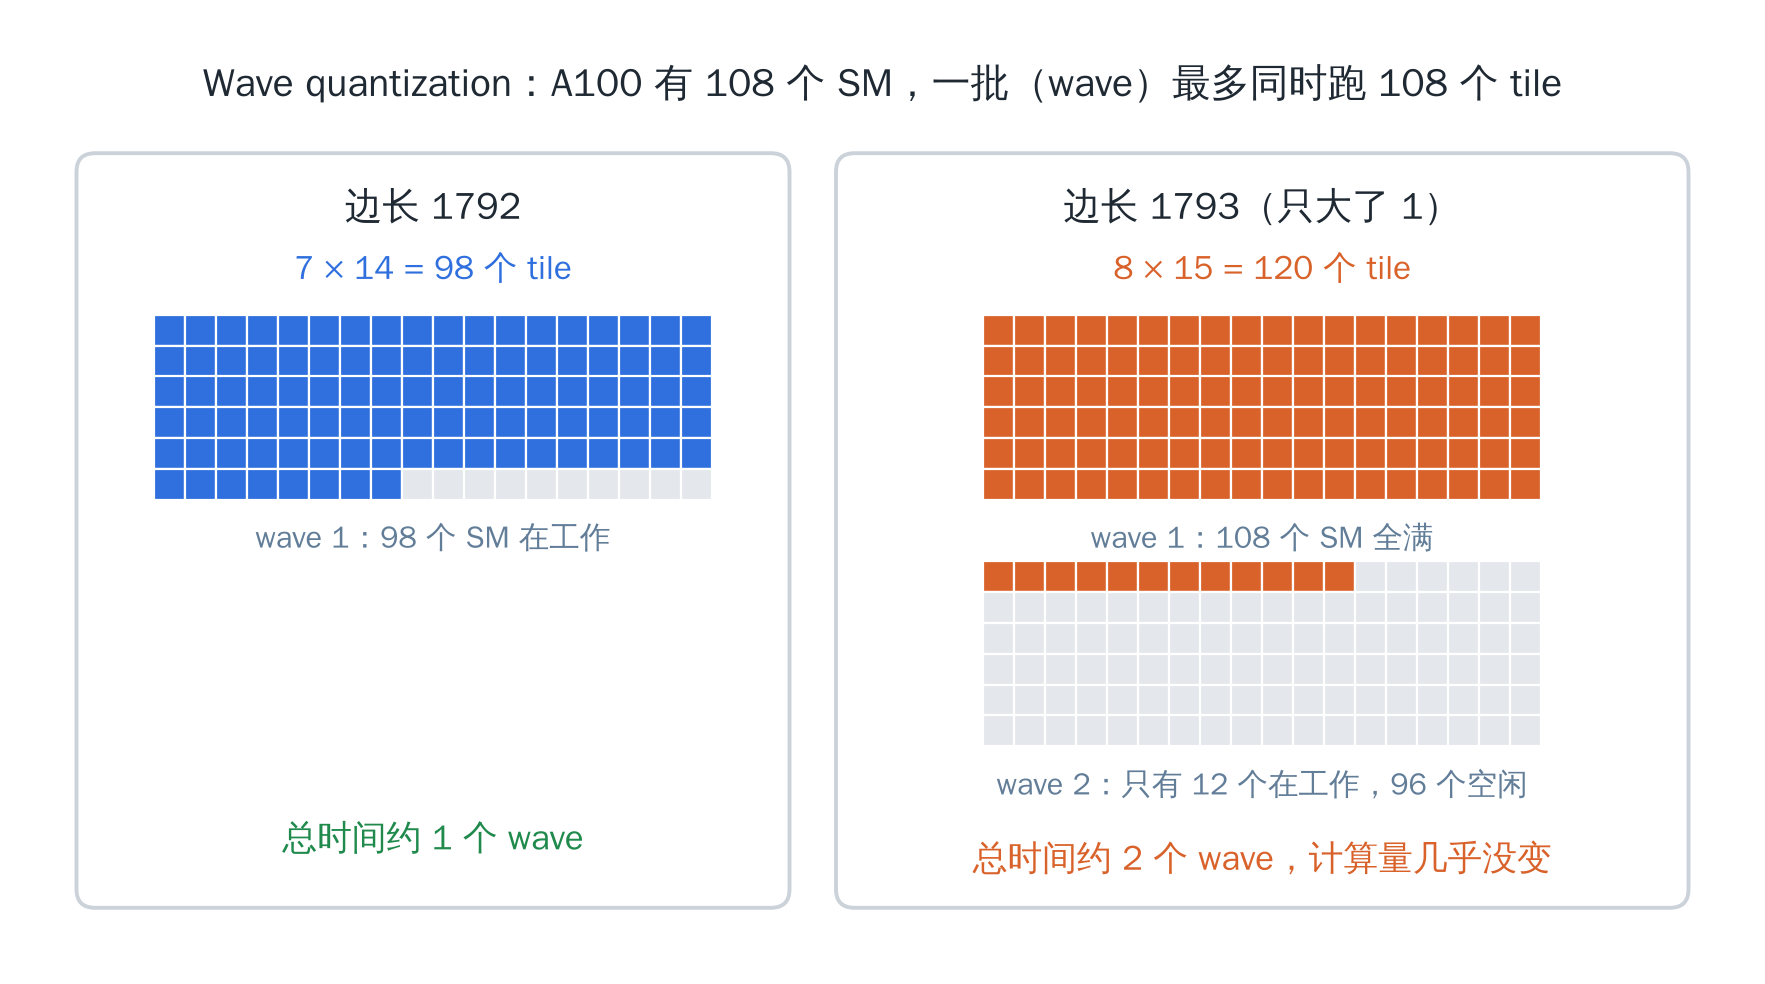 Wave quantization：A100 有 108 个 SM，一批（wave）最多同时跑 108 个 tile
边长 1792
7 × 14 = 98 个 tile
wave 1：98 个 SM 在工作
总时间约 1 个 wave
边长 1793（只大了 1）
8 × 15 = 120 个 tile
wave 1：108 个 SM 全满
wave 2：只有 12 个在工作，96 个空闲
总时间约 2 个 wave，计算量几乎没变